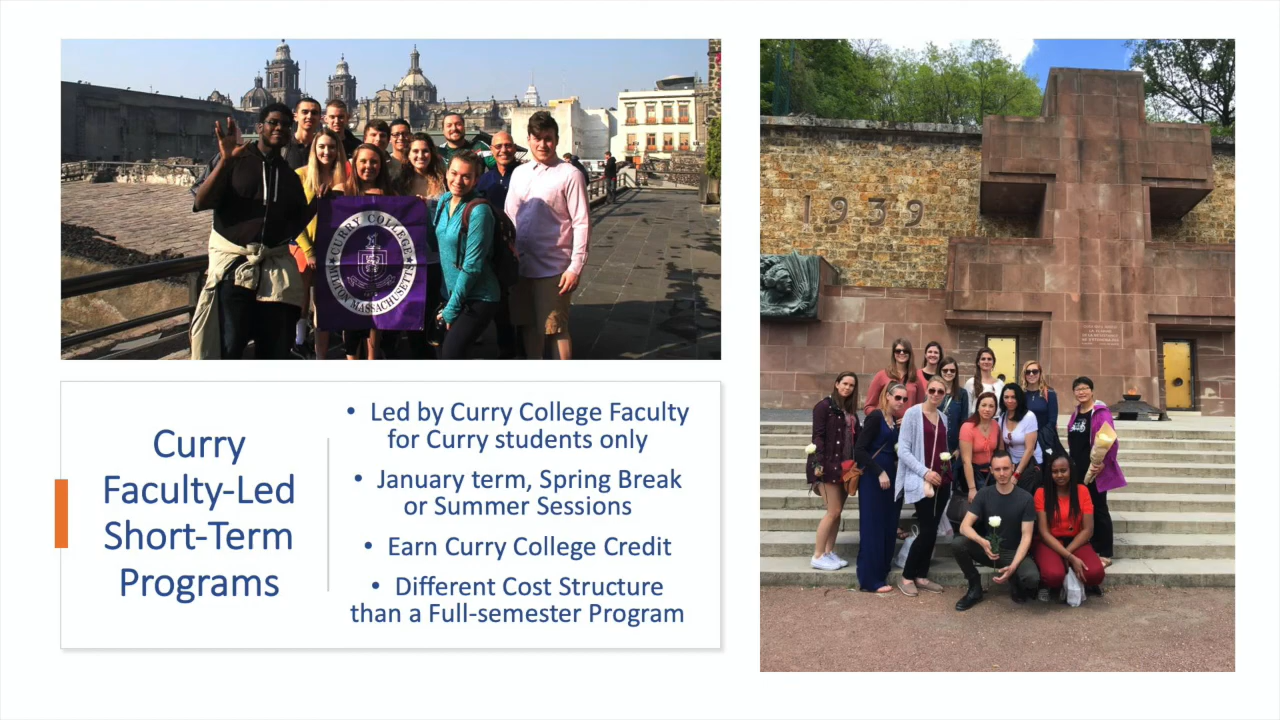 CURRY COLLEGE
MILTON MASSACHUSETTS
1939
Curry
Faculty-Led
Short-Term
Programs
• Led by Curry College Faculty
for Curry students only
• January term, Spring Break
or Summer Sessions
• Earn Curry College Credit
• Different Cost Structure
than a Full-semester Program